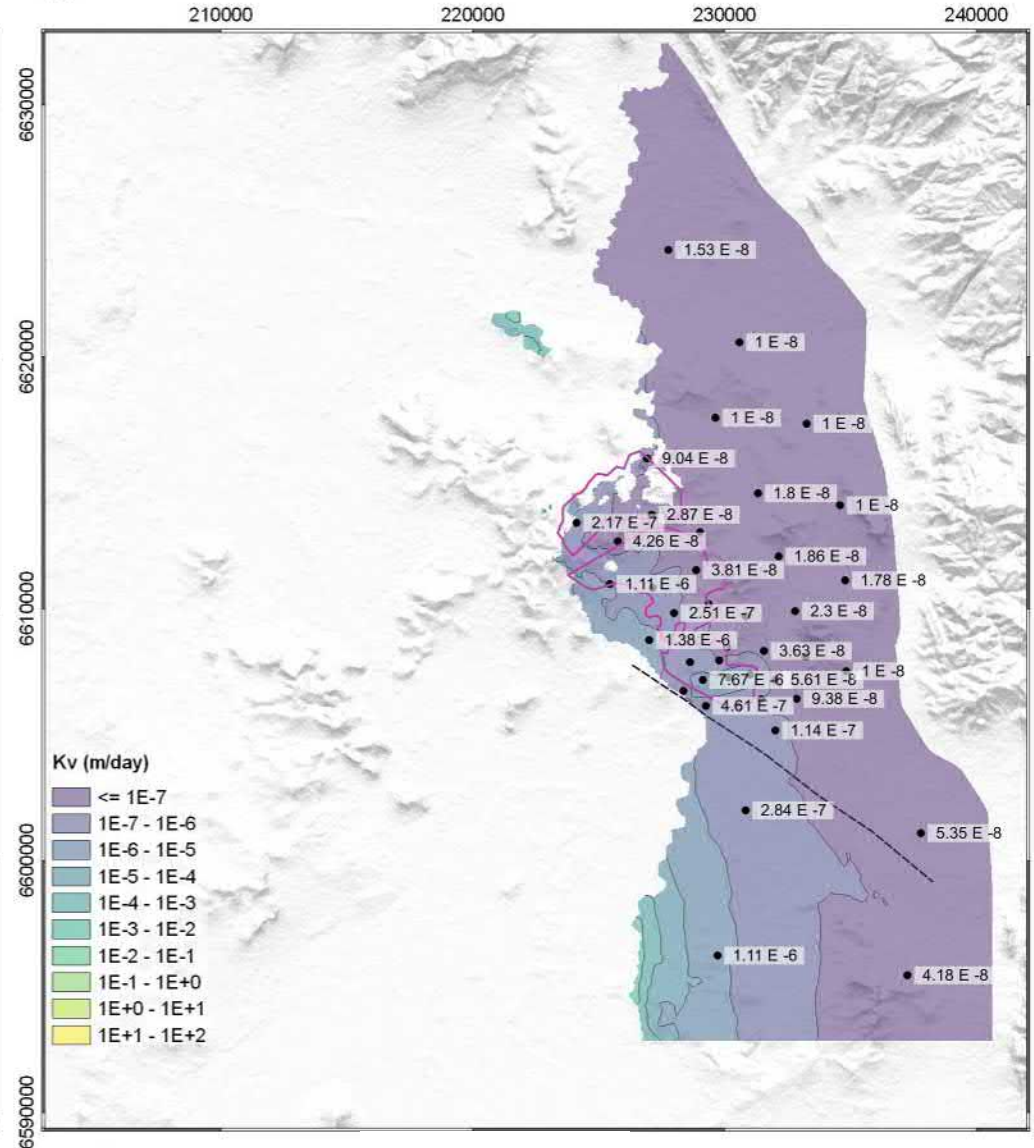 210000 220000 230000 240000
6630000
6620000
6610000
6600000
6590000
1.53 E -8
1 E -8
1 E -8
1 E -8
9.04 E -8
1.8 E -8
1 E -8
2.87 E -8
2.17 E -7
4.26 E -8
1.86 E -8
3.81 E -8
1.78 E -8
1.11 E -6
2.51 E -7
2.3 E -8
1.38 E -6
3.63 E -8
1 E -8
7.67 E -6
5.61 E -8
9.38 E -8
4.61 E -7
1.14 E -7
2.84 E -7
5.35 E -8
1.11 E -6
4.18 E -8
Kv (m/day)
<= 1E-7
1E-7 - 1E-6
1E-6 - 1E-5
1E-5 - 1E-4
1E-4 - 1E-3
1E-3 - 1E-2
1E-2 - 1E-1
1E-1 - 1E+0
1E+0 - 1E+1
1E+1 - 1E+2